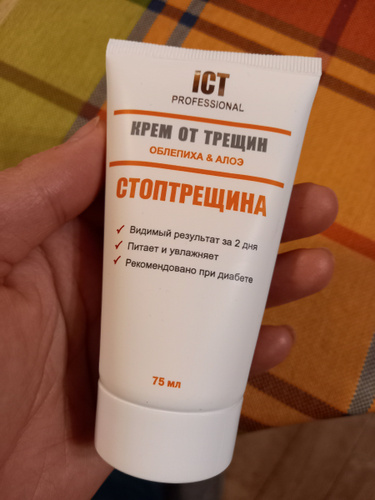 iCT
PROFESSIONAL
КРЕМ ОТ ТРЕЩИН
ОБЛЕПИХА & АЛОЭ
СТОПТРЕЩИНА
Видимый результат за 2 дня
Питает и увлажняет
Рекомендовано при диабете
75 мл